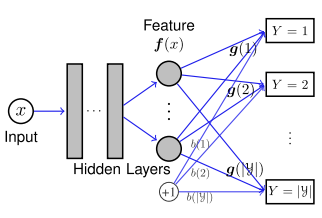 Feature
f(x)
Y = 1
g(1)
Y = 2
g(2)
x
...
⋮
⋮
Input
b(1)
Hidden Layers
g(|𝒴|)
b(2)
+1
b(|𝒴|)
Y = |𝒴|